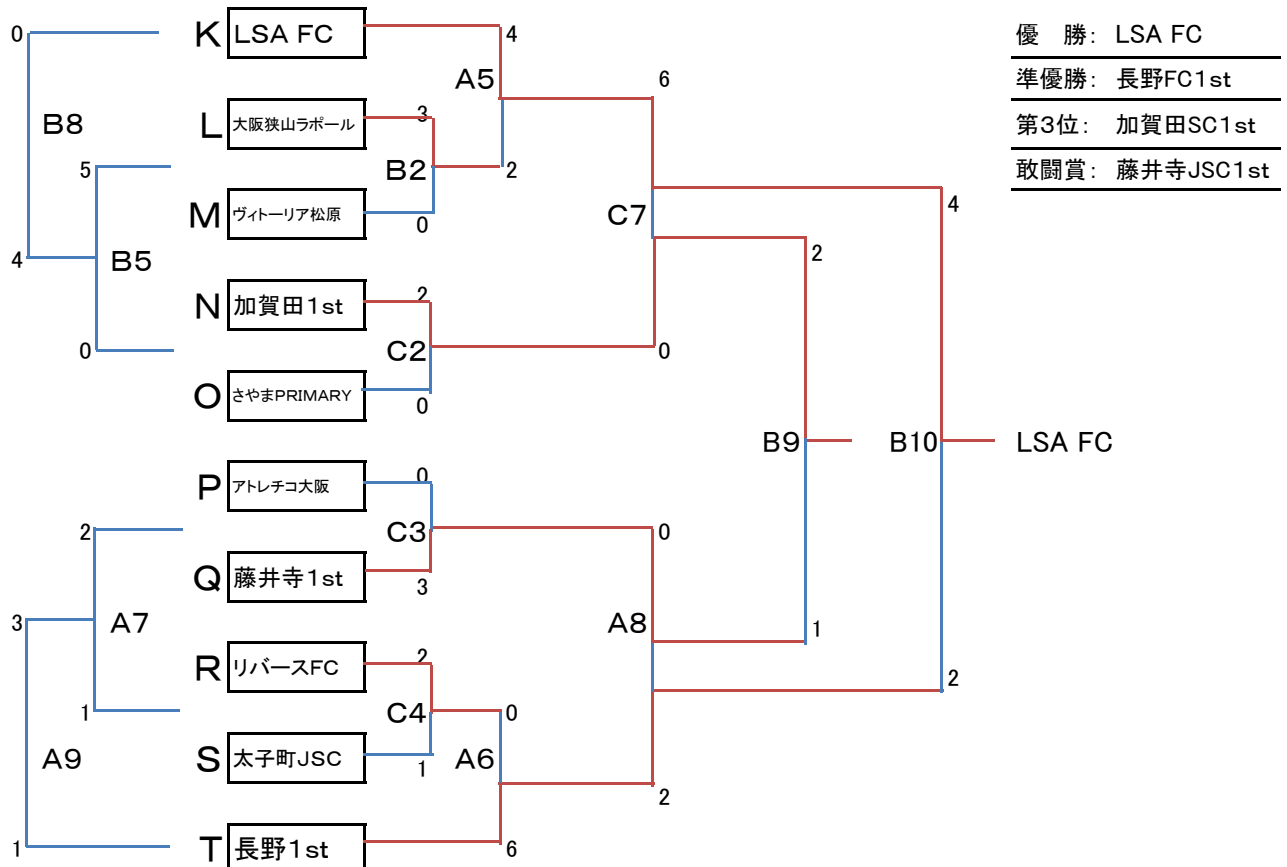 0
K LSA FC
4
優 勝: LSA FC
A5
6
準優勝: 長野FC1st
B8
L 大阪狭山ラポール
3
第3位: 加賀田SC1st
5
B2
2
敢闘賞: 藤井寺JSC1st
M ヴィトーリア松原
0
C7
4
4
B5
2
N 加賀田1st
2
0
C2
0
O さやまPRIMARY
0
B9
B10
LSA FC
P アトレチコ大阪
0
2
C3
0
Q 藤井寺1st
3
3
A7
A8
1
R リバースFC
2
2
1
C4
0
A9
S 太子町JSC
1
A6
2
1
T 長野1st
6